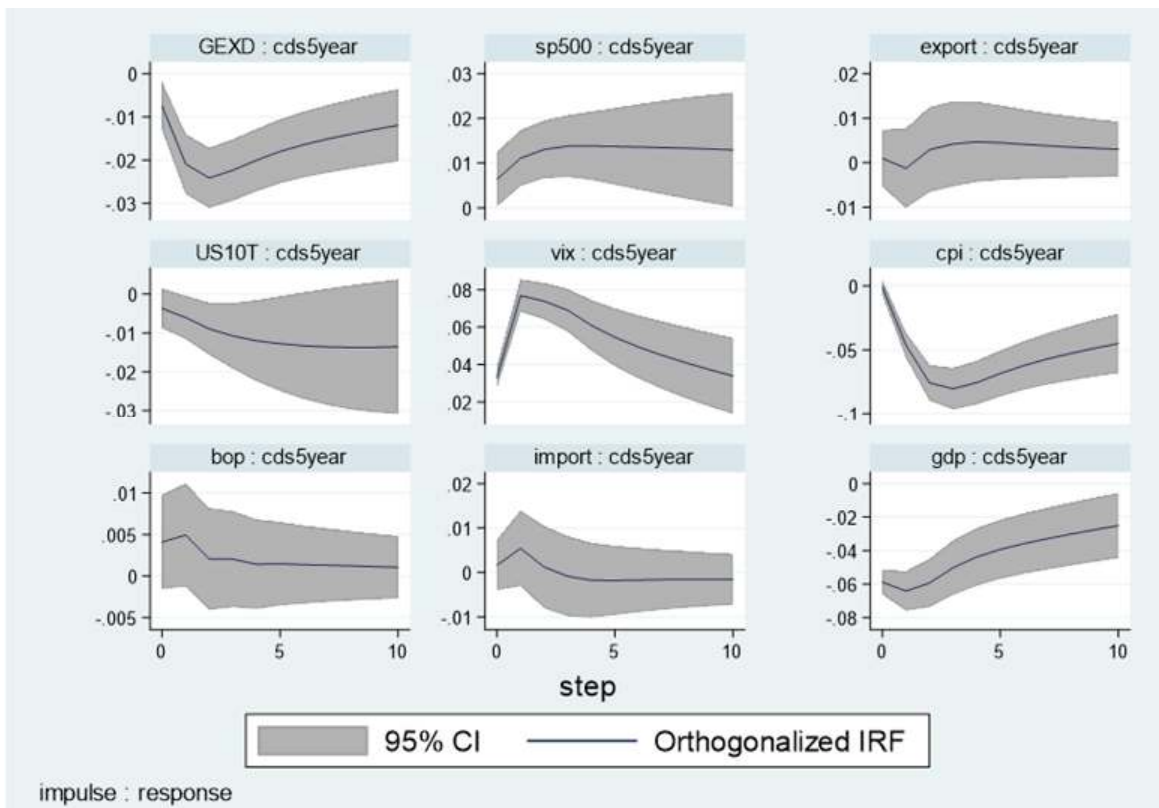 GEXD : cds5year
sp500 : cds5year
export : cds5year
0
-.01
-.02
-.03
.03
.02
.01
0
.02
.01
0
-.01
US10T : cds5year
vix : cds5year
cpi : cds5year
0
-.01
-.02
-.03
.08
.06
.04
.02
0
-.05
-.1
bop : cds5year
import : cds5year
gdp : cds5year
.01
.005
0
-.005
.02
.01
0
-.01
0
-.02
-.04
-.06
-.08
0 5 10
0 5 10
0 5 10
step
95% CI
Orthogonalized IRF
impulse : response